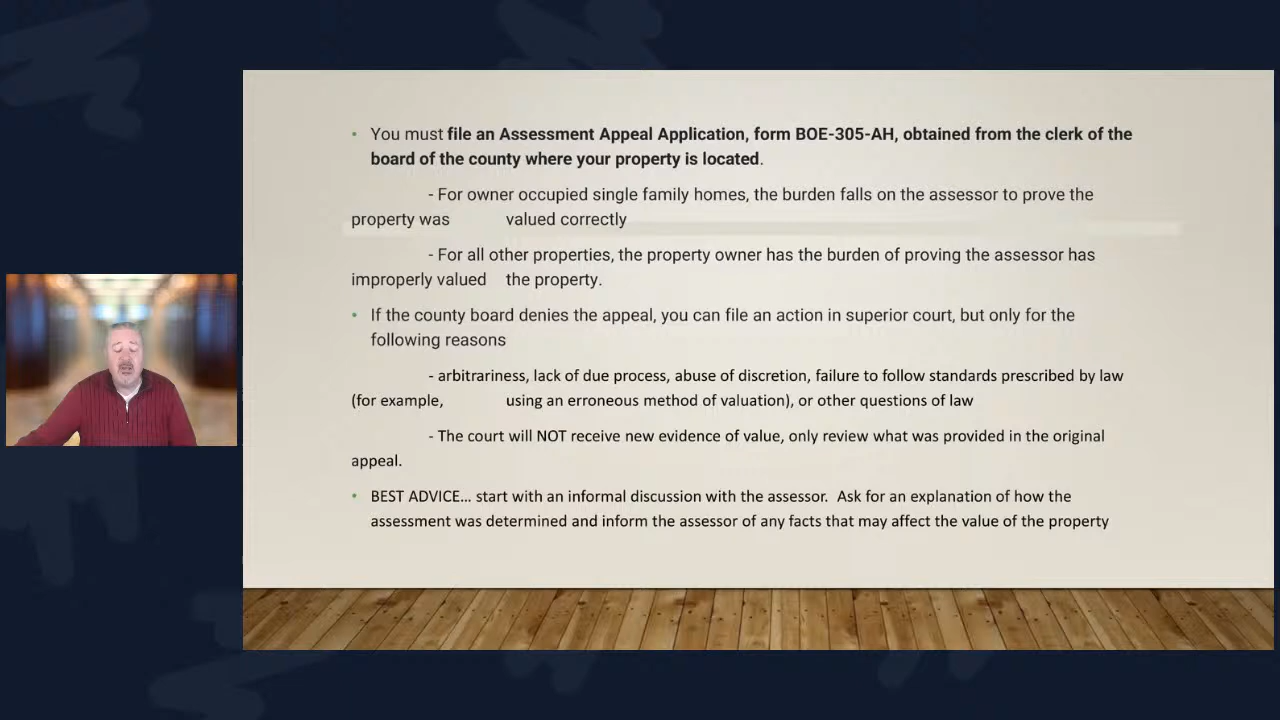 • You must file an Assessment Appeal Application, form BOE-305-AH, obtained from the clerk of the
board of the county where your property is located.
- For owner occupied single family homes, the burden falls on the assessor to prove the
property was valued correctly
- For all other properties, the property owner has the burden of proving the assessor has
improperly valued the property.
• If the county board denies the appeal, you can file an action in superior court, but only for the
following reasons
- arbitrariness, lack of due process, abuse of discretion, failure to follow standards prescribed by law
(for example, using an erroneous method of valuation), or other questions of law
- The court will NOT receive new evidence of value, only review what was provided in the original
appeal.
• BEST ADVICE… start with an informal discussion with the assessor. Ask for an explanation of how the
assessment was determined and inform the assessor of any facts that may affect the value of the property